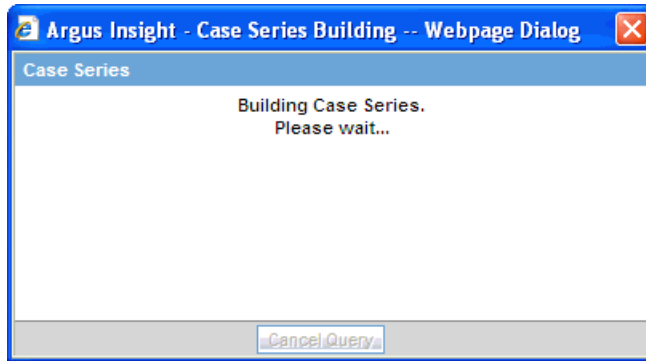 Argus Insight - Case Series Building -- Webpage Dialog
Case Series
Building Case Series.
Please wait...
Cancel Query